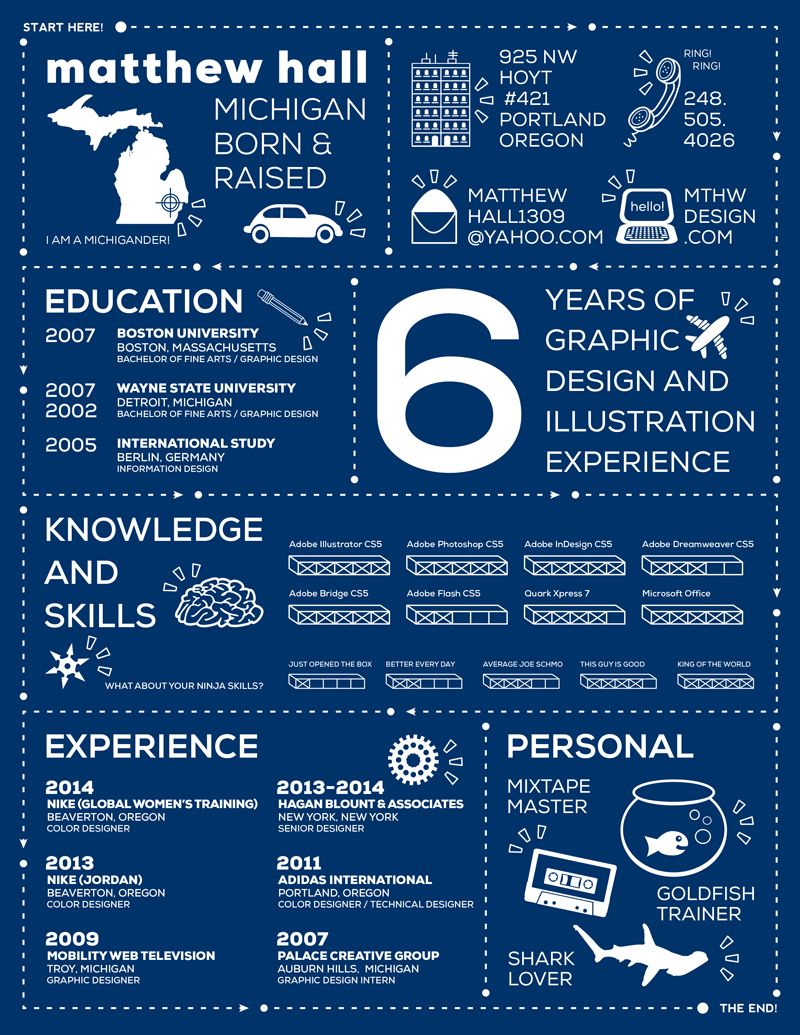 START HERE!
matthew hall
MICHIGAN
BORN &
RAISED
I AM A MICHIGANDER!
925 NW
HOYT
#421
PORTLAND
OREGON
RING!
RING!
248.
505.
4026
MATTHEW
HALL1309
@YAHOO.COM
hello!
MTHW
DESIGN
.COM
EDUCATION
2007
BOSTON UNIVERSITY
BOSTON, MASSACHUSETTS
BACHELOR OF FINE ARTS / GRAPHIC DESIGN
2007
2002
WAYNE STATE UNIVERSITY
DETROIT, MICHIGAN
BACHELOR OF FINE ARTS / GRAPHIC DESIGN
2005
INTERNATIONAL STUDY
BERLIN, GERMANY
INFORMATION DESIGN
6
YEARS OF
GRAPHIC
DESIGN AND
ILLUSTRATION
EXPERIENCE
KNOWLEDGE
AND
SKILLS
WHAT ABOUT YOUR NINJA SKILLS?
Adobe Illustrator CS5
Adobe Photoshop CS5
Adobe InDesign CS5
Adobe Dreamweaver CS5
Adobe Bridge CS5
Adobe Flash CS5
Quark Xpress 7
Microsoft Office
JUST OPENED THE BOX
BETTER EVERY DAY
AVERAGE JOE SCHMO
THIS GUY IS GOOD
KING OF THE WORLD
EXPERIENCE
2014
NIKE (GLOBAL WOMEN'S TRAINING)
BEAVERTON, OREGON
COLOR DESIGNER
2013-2014
HAGAN BLOUNT & ASSOCIATES
NEW YORK, NEW YORK
SENIOR DESIGNER
2013
NIKE (JORDAN)
BEAVERTON, OREGON
COLOR DESIGNER
2011
ADIDAS INTERNATIONAL
PORTLAND, OREGON
COLOR DESIGNER / TECHNICAL DESIGNER
2009
MOBILITY WEB TELEVISION
TROY, MICHIGAN
GRAPHIC DESIGNER
2007
PALACE CREATIVE GROUP
AUBURN HILLS, MICHIGAN
GRAPHIC DESIGN INTERN
PERSONAL
MIXTAPE
MASTER
GOLDFISH
TRAINER
SHARK
LOVER
THE END!